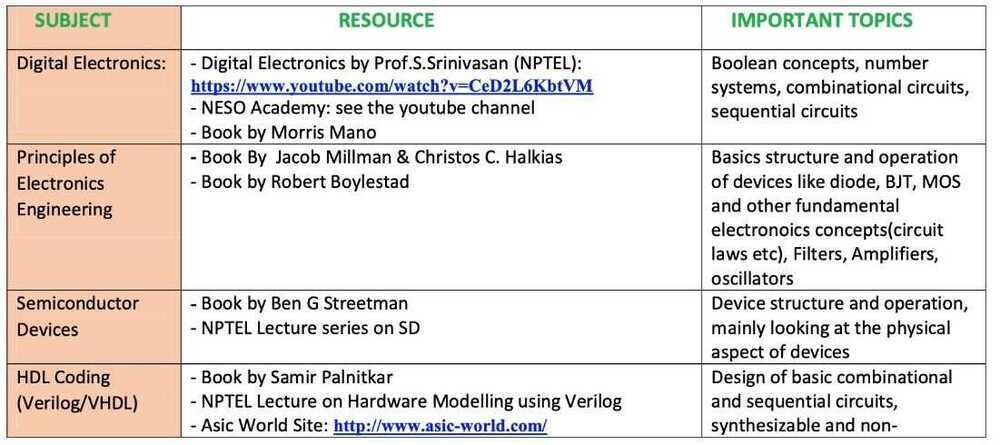 SUBJECT RESOURCE IMPORTANT TOPICS
Digital Electronics:
- Digital Electronics by Prof.S.Srinivasan (NPTEL):
https://www.youtube.com/watch?v=CeD2L6KbtVM
- NESO Academy: see the youtube channel
- Book by Morris Mano
Boolean concepts, number
systems, combinational circuits,
sequential circuits
Principles of
Electronics
Engineering
- Book By Jacob Millman & Christos C. Halkias
- Book by Robert Boylestad
Basics structure and operation
of devices like diode, BJT, MOS
and other fundamental
electronoics concepts(circuit
laws etc), Filters, Amplifiers,
oscillators
Semiconductor
Devices
- Book by Ben G Streetman
- NPTEL Lecture series on SD
Device structure and operation,
mainly looking at the physical
aspect of devices
HDL Coding
(Verilog/VHDL)
- Book by Samir Palnitkar
- NPTEL Lecture on Hardware Modelling using Verilog
- Asic World Site: http://www.asic-world.com/
Design of basic combinational
and sequential circuits,
synthesizable and non-